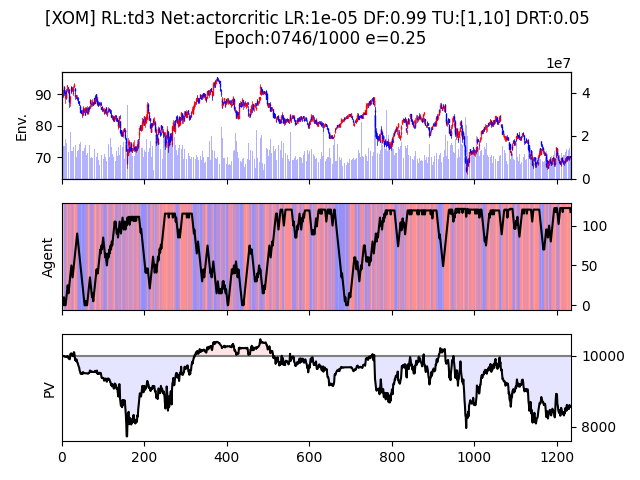 [XOM] RL:td3 Net:actorcritic LR:1e-05 DF:0.99 TU:[1,10] DRT:0.05
Epoch:0746/1000 e=0.25
1e7
Env.
90
80
70
4
2
0
Agent
100
50
0
PV
10000
8000
0 200 400 600 800 1000 1200